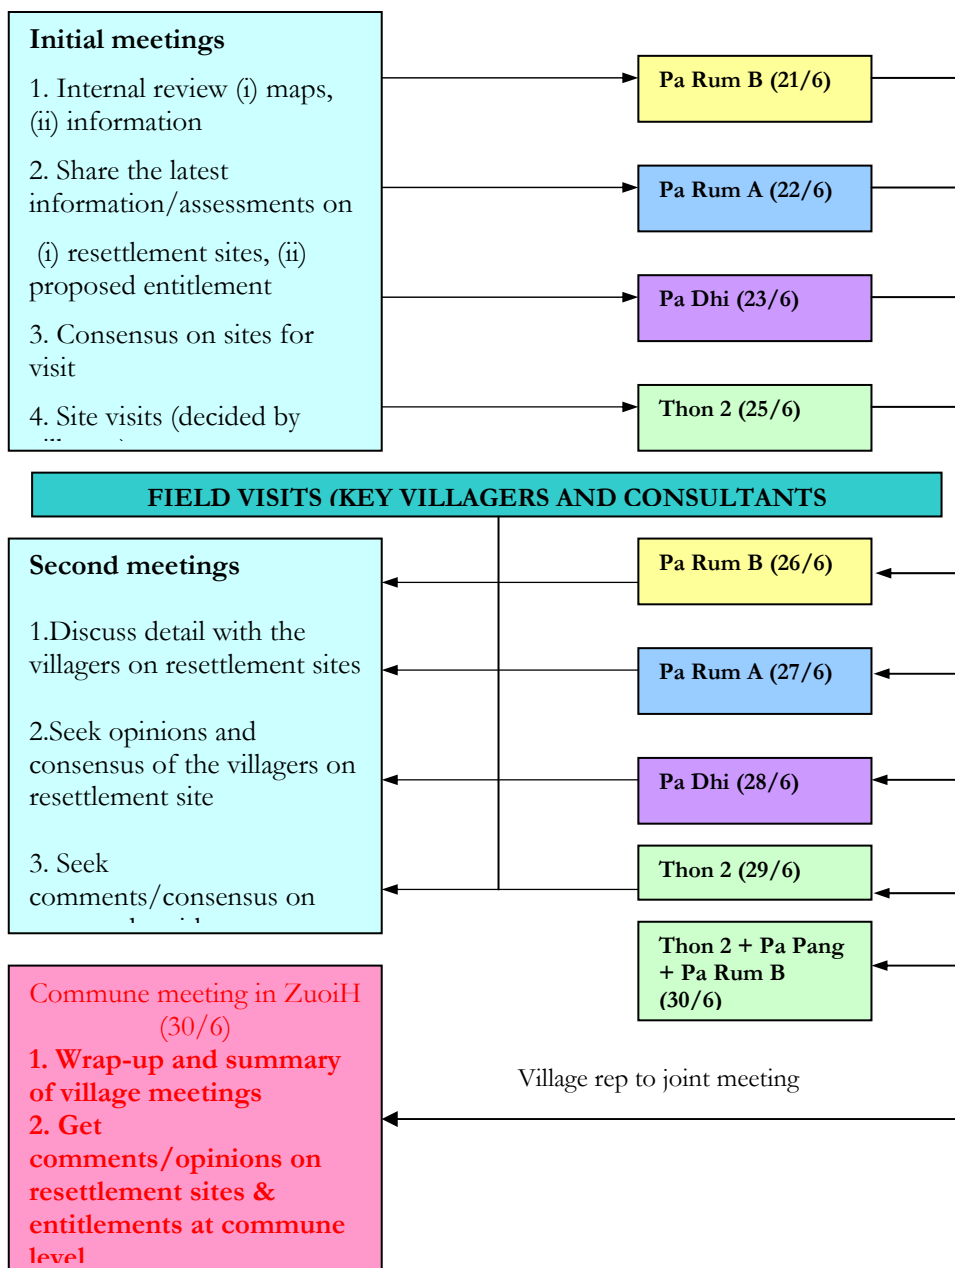 Initial meetings
1. Internal review (i) maps,
(ii) information
2. Share the latest
information/assessments on
(i) resettlement sites, (ii)
proposed entitlement
3. Consensus on sites for
visit
4. Site visits (decided by
Pa Rum B (21/6)
Pa Rum A (22/6)
Pa Dhi (23/6)
Thon 2 (25/6)
FIELD VISITS (KEY VILLAGERS AND CONSULTANTS
Second meetings
1.Discuss detail with the
villagers on resettlement sites
2.Seek opinions and
consensus of the villagers on
resettlement site
3. Seek
comments/consensus on
Pa Rum B (26/6)
Pa Rum A (27/6)
Pa Dhi (28/6)
Thon 2 (29/6)
Thon 2 + Pa Pang
+ Pa Rum B
(30/6)
Commune meeting in ZuoiH
(30/6)
1. Wrap-up and summary
of village meetings
2. Get
comments/opinions on
resettlement sites &
entitlements at commune
level
Village rep to joint meeting